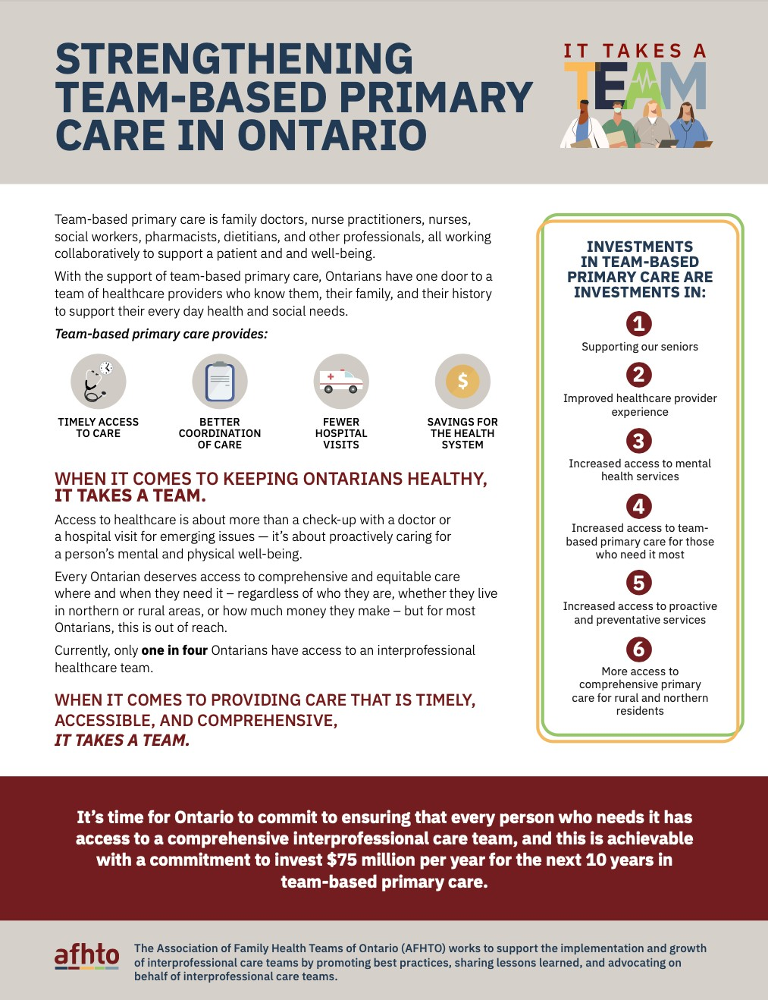 STRENGTHENING
TEAM-BASED PRIMARY
CARE IN ONTARIO
IT TAKES A
TEAM
Team-based primary care is family doctors, nurse practitioners, nurses,
social workers, pharmacists, dietitians, and other professionals, all working
collaboratively to support a patient and and well-being.
With the support of team-based primary care, Ontarians have one door to a
team of healthcare providers who know them, their family, and their history
to support their every day health and social needs.
Team-based primary care provides:
TIMELY ACCESS
TO CARE
BETTER
COORDINATION
OF CARE
FEWER
HOSPITAL
VISITS
$
SAVINGS FOR
THE HEALTH
SYSTEM
WHEN IT COMES TO KEEPING ONTARIANS HEALTHY,
IT TAKES A TEAM.
Access to healthcare is about more than a check-up with a doctor or
a hospital visit for emerging issues — it’s about proactively caring for
a person’s mental and physical well-being.
Every Ontarian deserves access to comprehensive and equitable care
where and when they need it – regardless of who they are, whether they live
in northern or rural areas, or how much money they make – but for most
Ontarians, this is out of reach.
Currently, only one in four Ontarians have access to an interprofessional
healthcare team.
WHEN IT COMES TO PROVIDING CARE THAT IS TIMELY,
ACCESSIBLE, AND COMPREHENSIVE,
IT TAKES A TEAM.
INVESTMENTS
IN TEAM-BASED
PRIMARY CARE ARE
INVESTMENTS IN:
1
Supporting our seniors
2
Improved healthcare provider
experience
3
Increased access to mental
health services
4
Increased access to team-
based primary care for those
who need it most
5
Increased access to proactive
and preventative services
6
More access to
comprehensive primary
care for rural and northern
residents
It’s time for Ontario to commit to ensuring that every person who needs it has
access to a comprehensive interprofessional care team, and this is achievable
with a commitment to invest $75 million per year for the next 10 years in
team-based primary care.
afhto
The Association of Family Health Teams of Ontario (AFHTO) works to support the implementation and growth
of interprofessional care teams by promoting best practices, sharing lessons learned, and advocating on
behalf of interprofessional care teams.